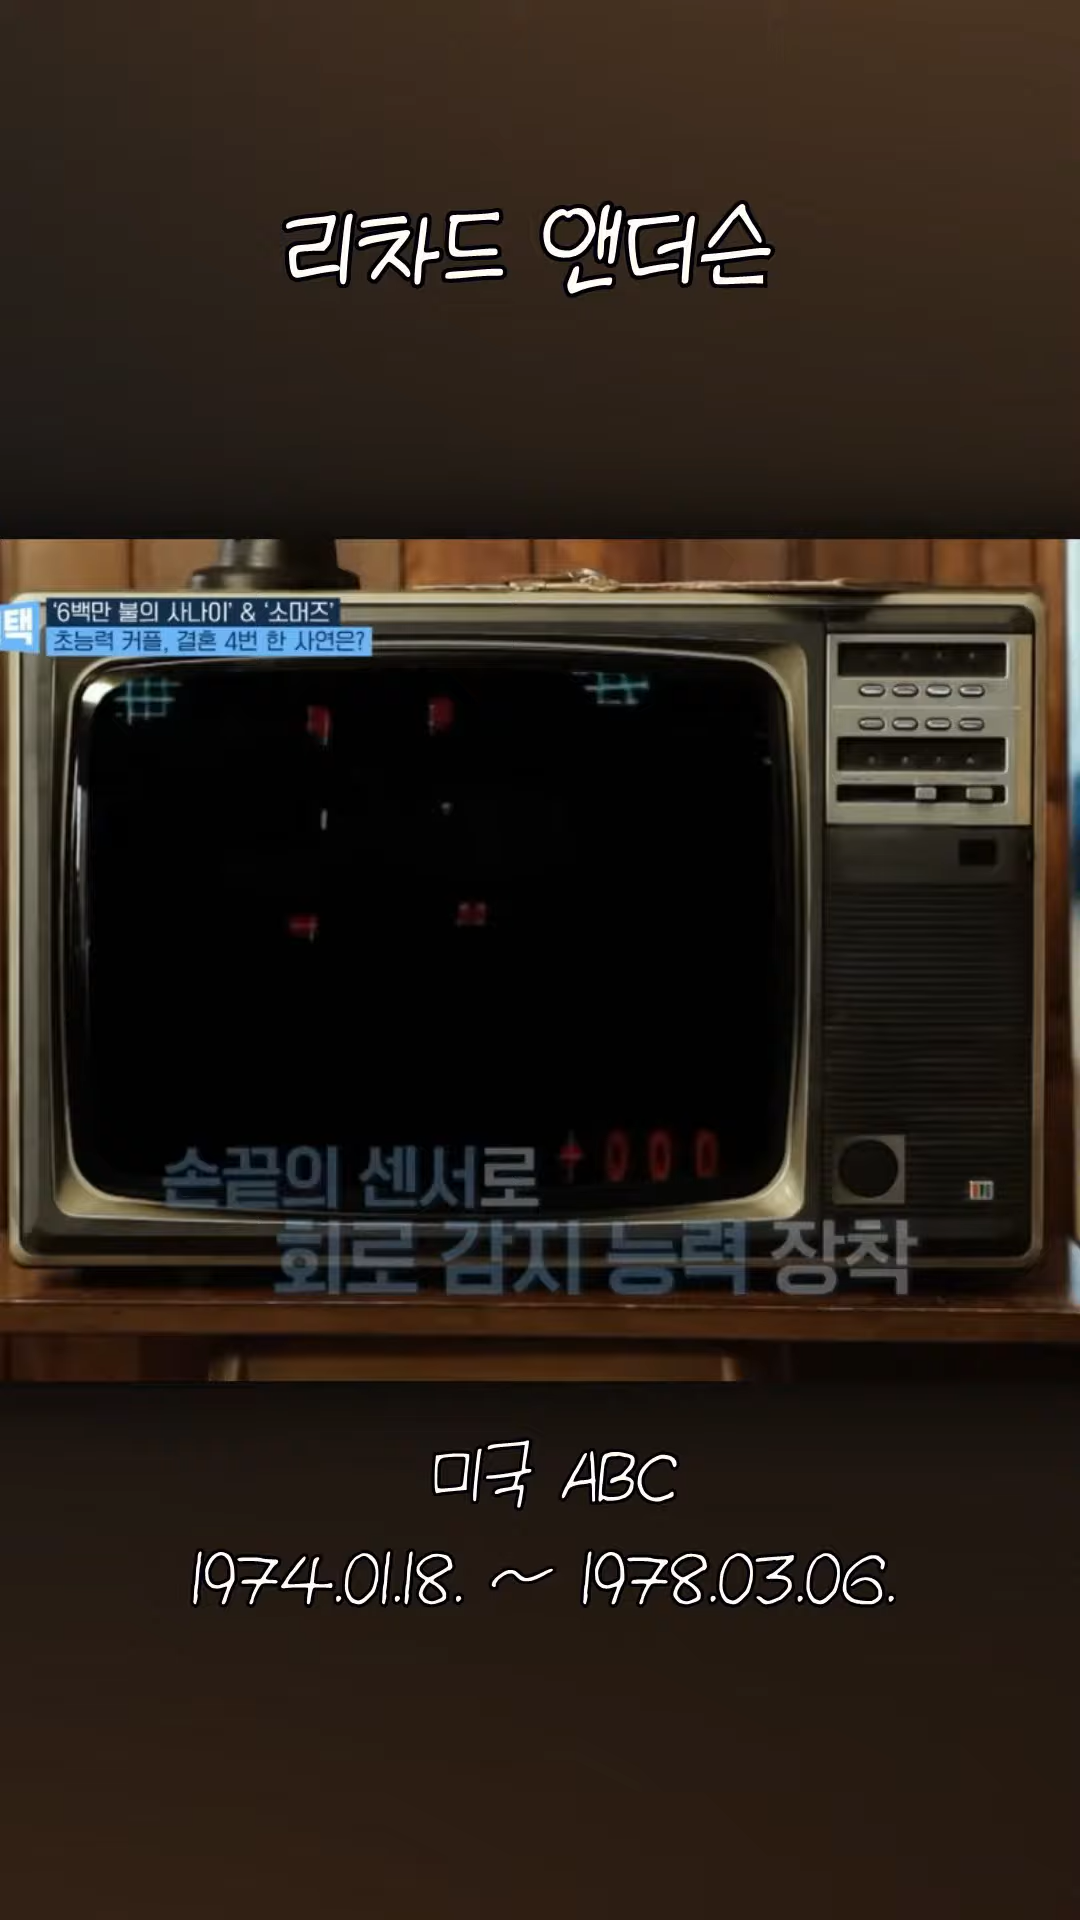 리차드 앤더슨
택
'6백만 불의 사나이' & '소머즈'
초능력 커플, 결혼 4번 한 사연은?
000
손끝의 센서로
회로 감지 능력 장착
미국 ABC
1974.01.18. ~ 1978.03.06.